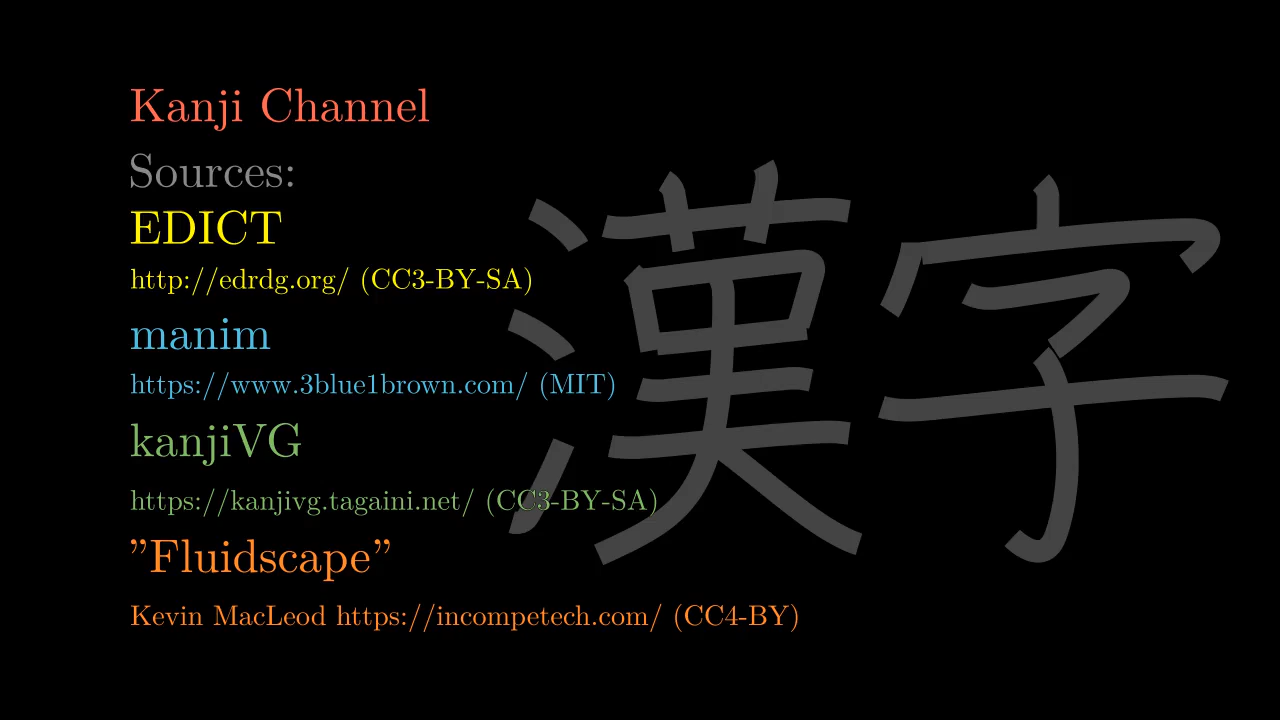 Kanji Channel
Sources:
EDICT
http://edrdg.org/ (CC3-BY-SA)
manim
https://www.3blue1brown.com/ (MIT)
kanjiVG
https://kanjivg.tagaini.net/ (CC3-BY-SA)
”Fluidscape”
Kevin MacLeod https://incompetech.com/ (CC4-BY)
漢字